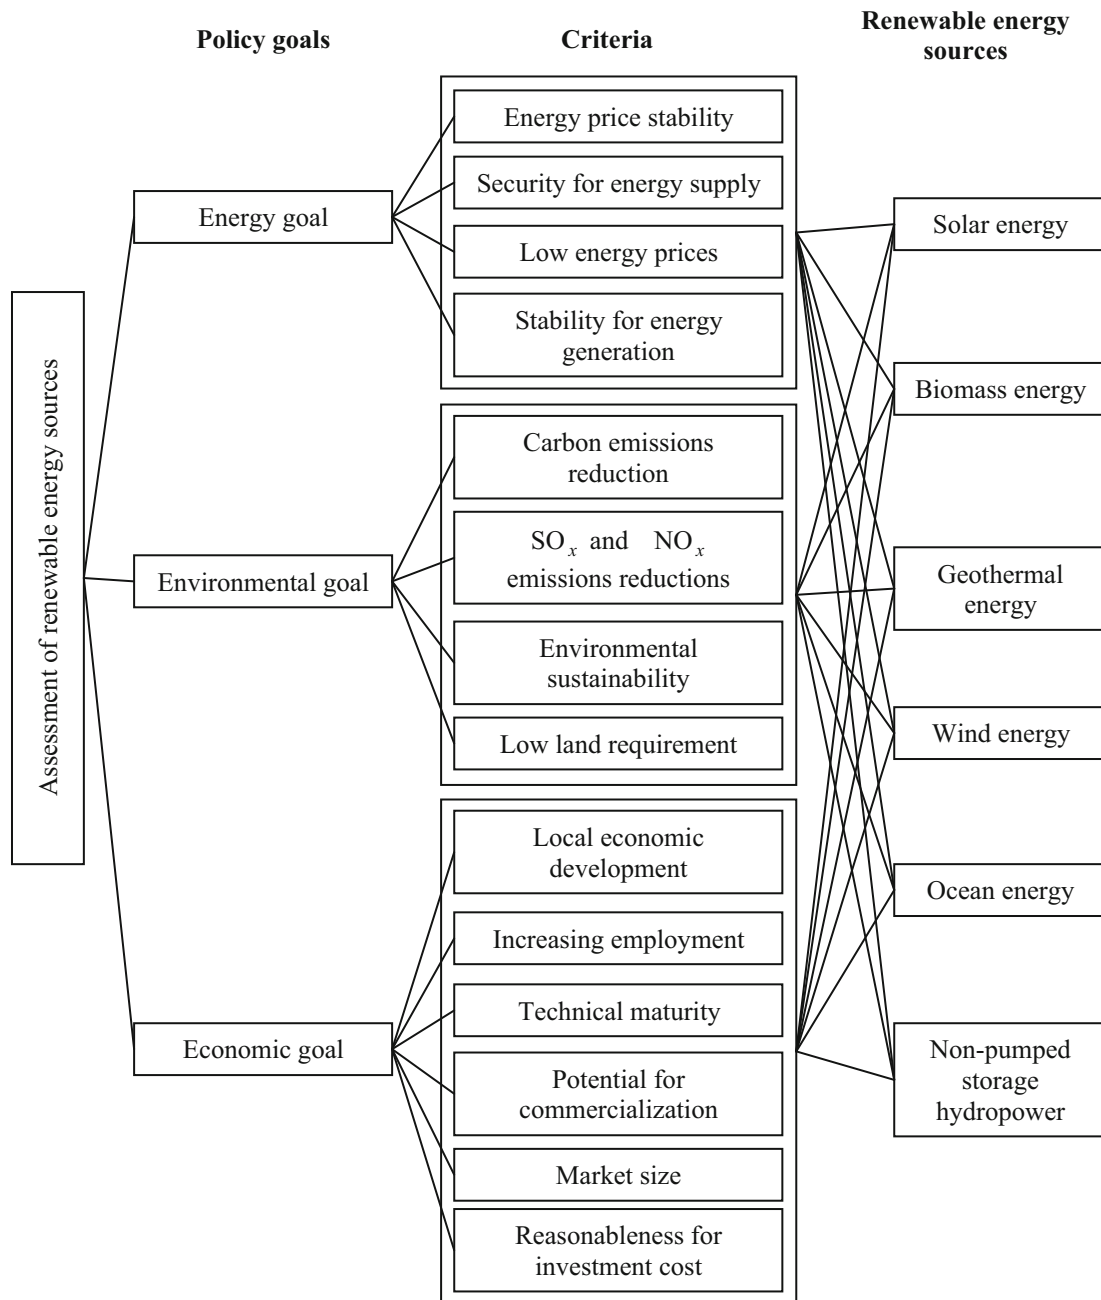 Policy goals
Criteria
Renewable energy
sources
Assessment of renewable energy sources
Energy goal
Environmental goal
Economic goal
Energy price stability
Security for energy supply
Low energy prices
Stability for energy
generation
Carbon emissions
reduction
SOₓ and NOₓ
emissions reductions
Environmental
sustainability
Low land requirement
Local economic
development
Increasing employment
Technical maturity
Potential for
commercialization
Market size
Reasonableness for
investment cost
Solar energy
Biomass energy
Geothermal
energy
Wind energy
Ocean energy
Non-pumped
storage
hydropower